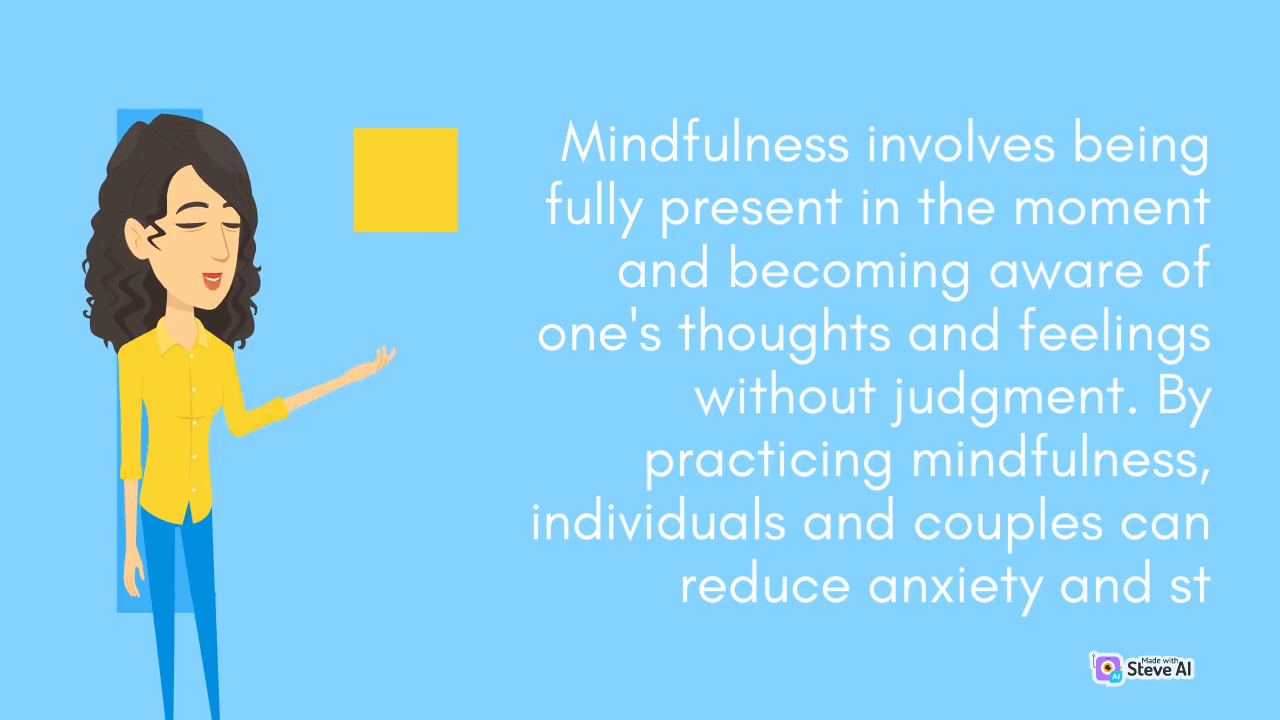 Mindfulness involves being
fully present in the moment
and becoming aware of
one's thoughts and feelings
without judgment. By
practicing mindfulness,
individuals and couples can
reduce anxiety and st
Made with
Steve AI
AI